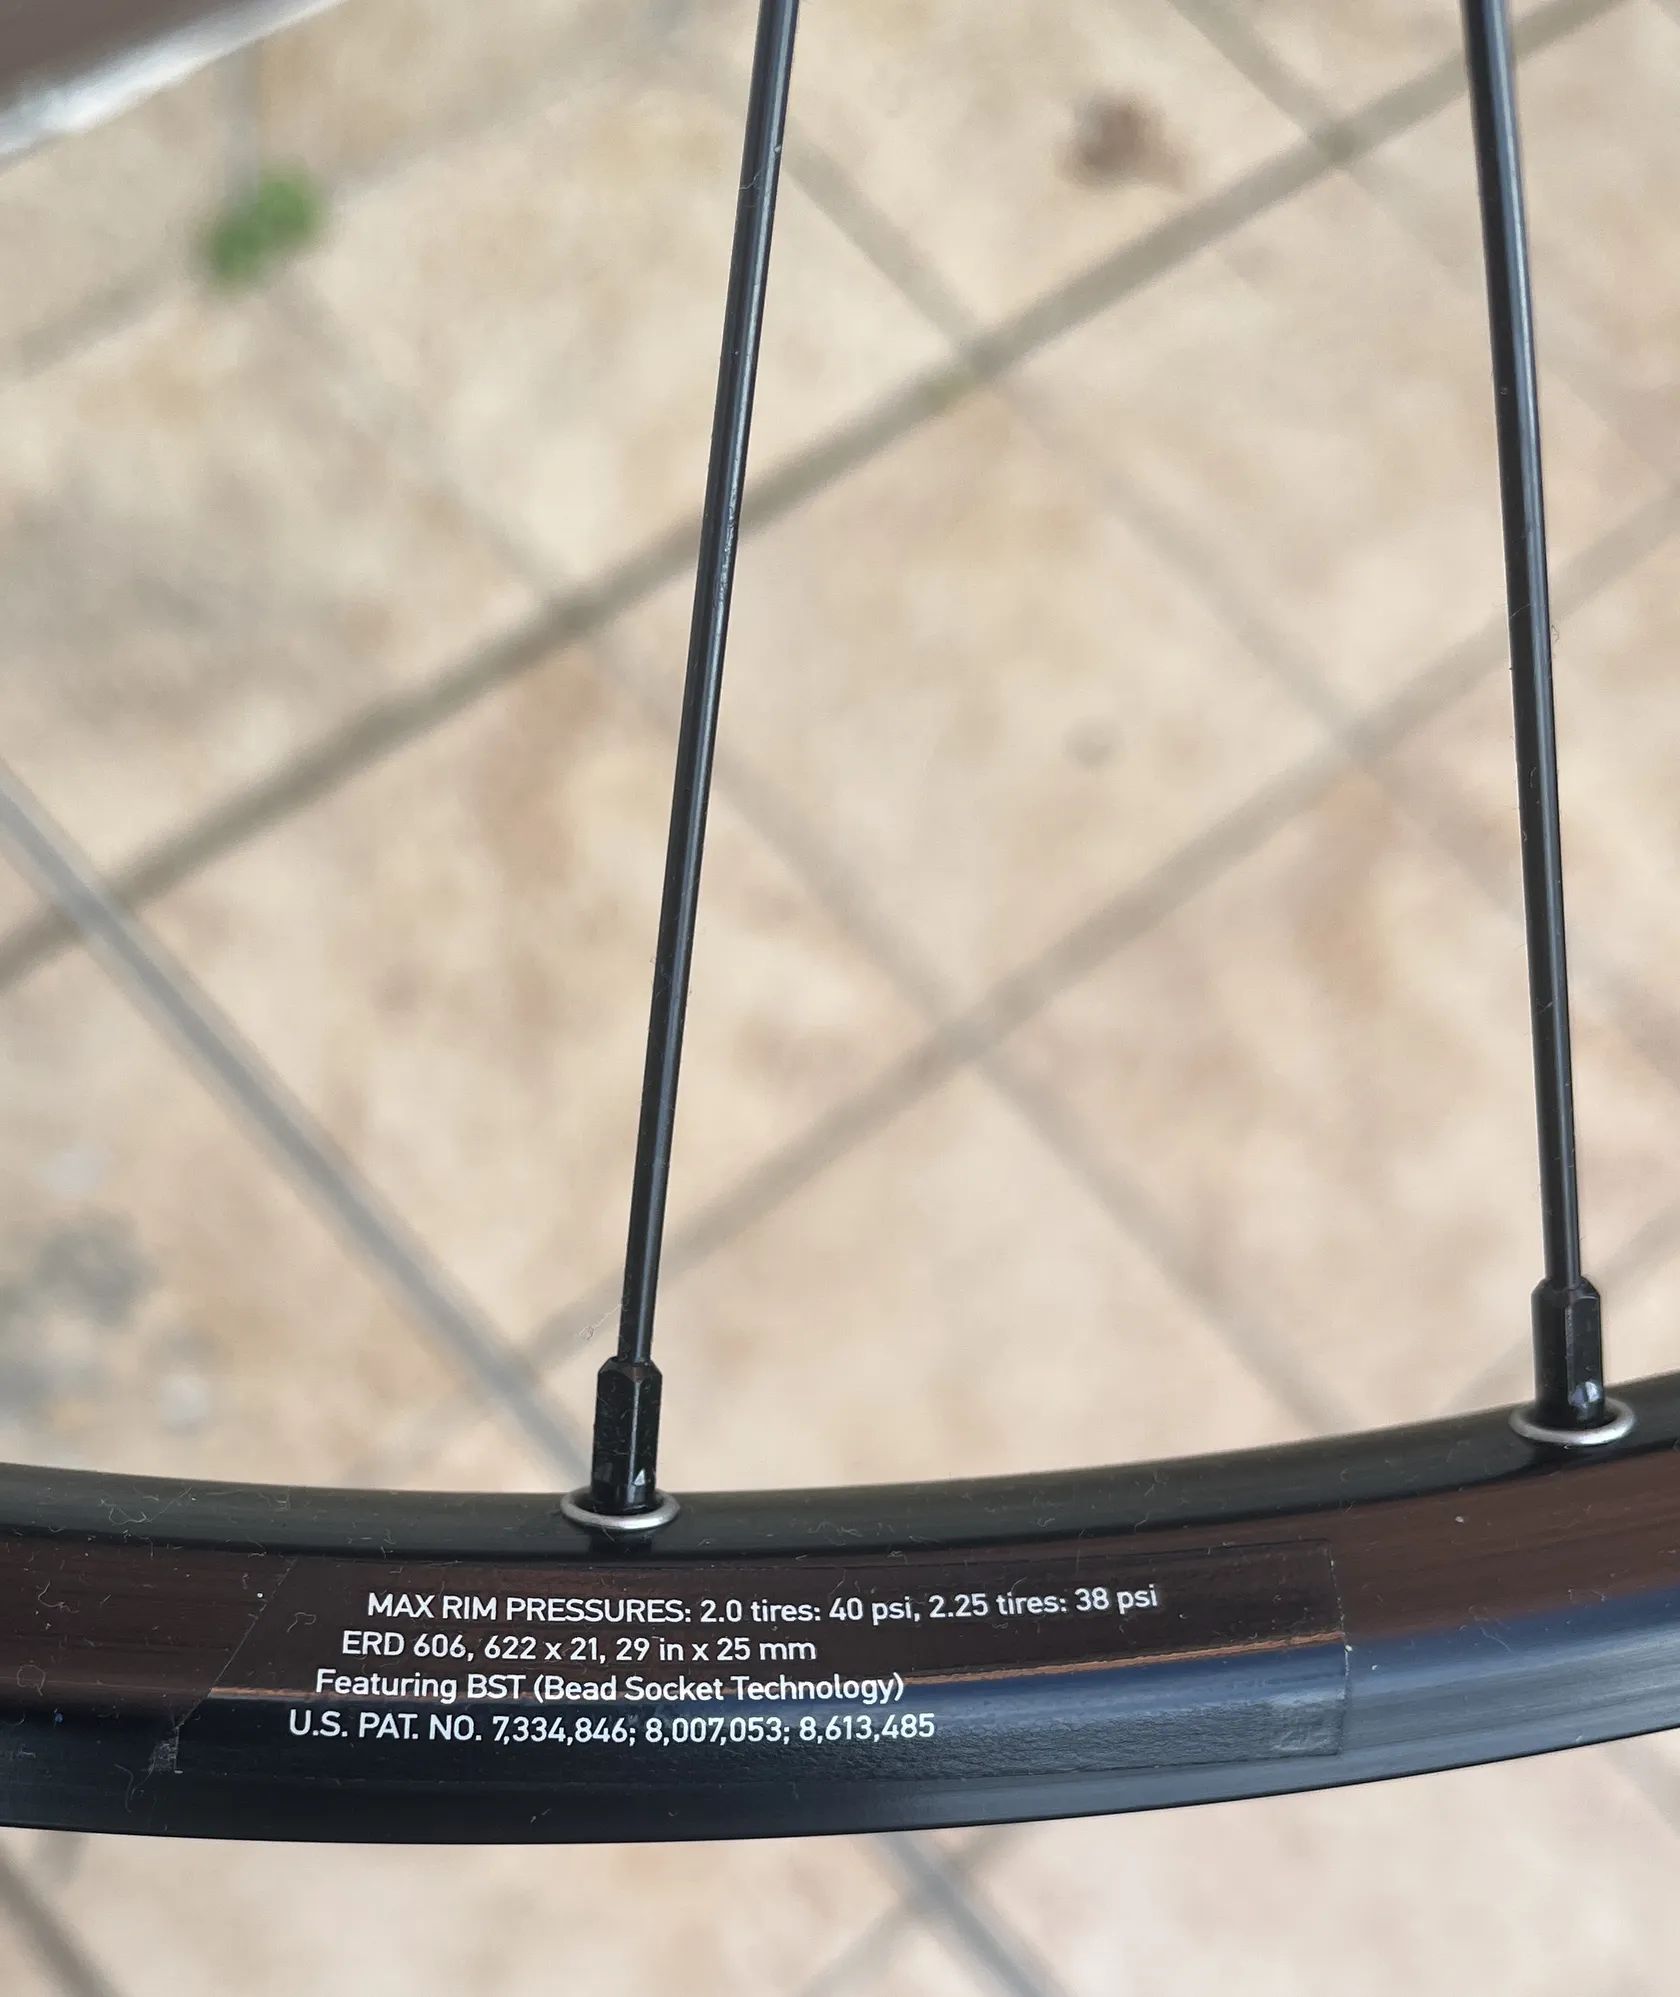 MAX RIM PRESSURES: 2.0 tires: 40 psi, 2.25 tires: 38 psi
ERD 606, 622 x 21, 29 in x 25 mm
Featuring BST (Bead Socket Technology)
U.S. PAT. NO. 7,334,846; 8,007,053; 8,613,485